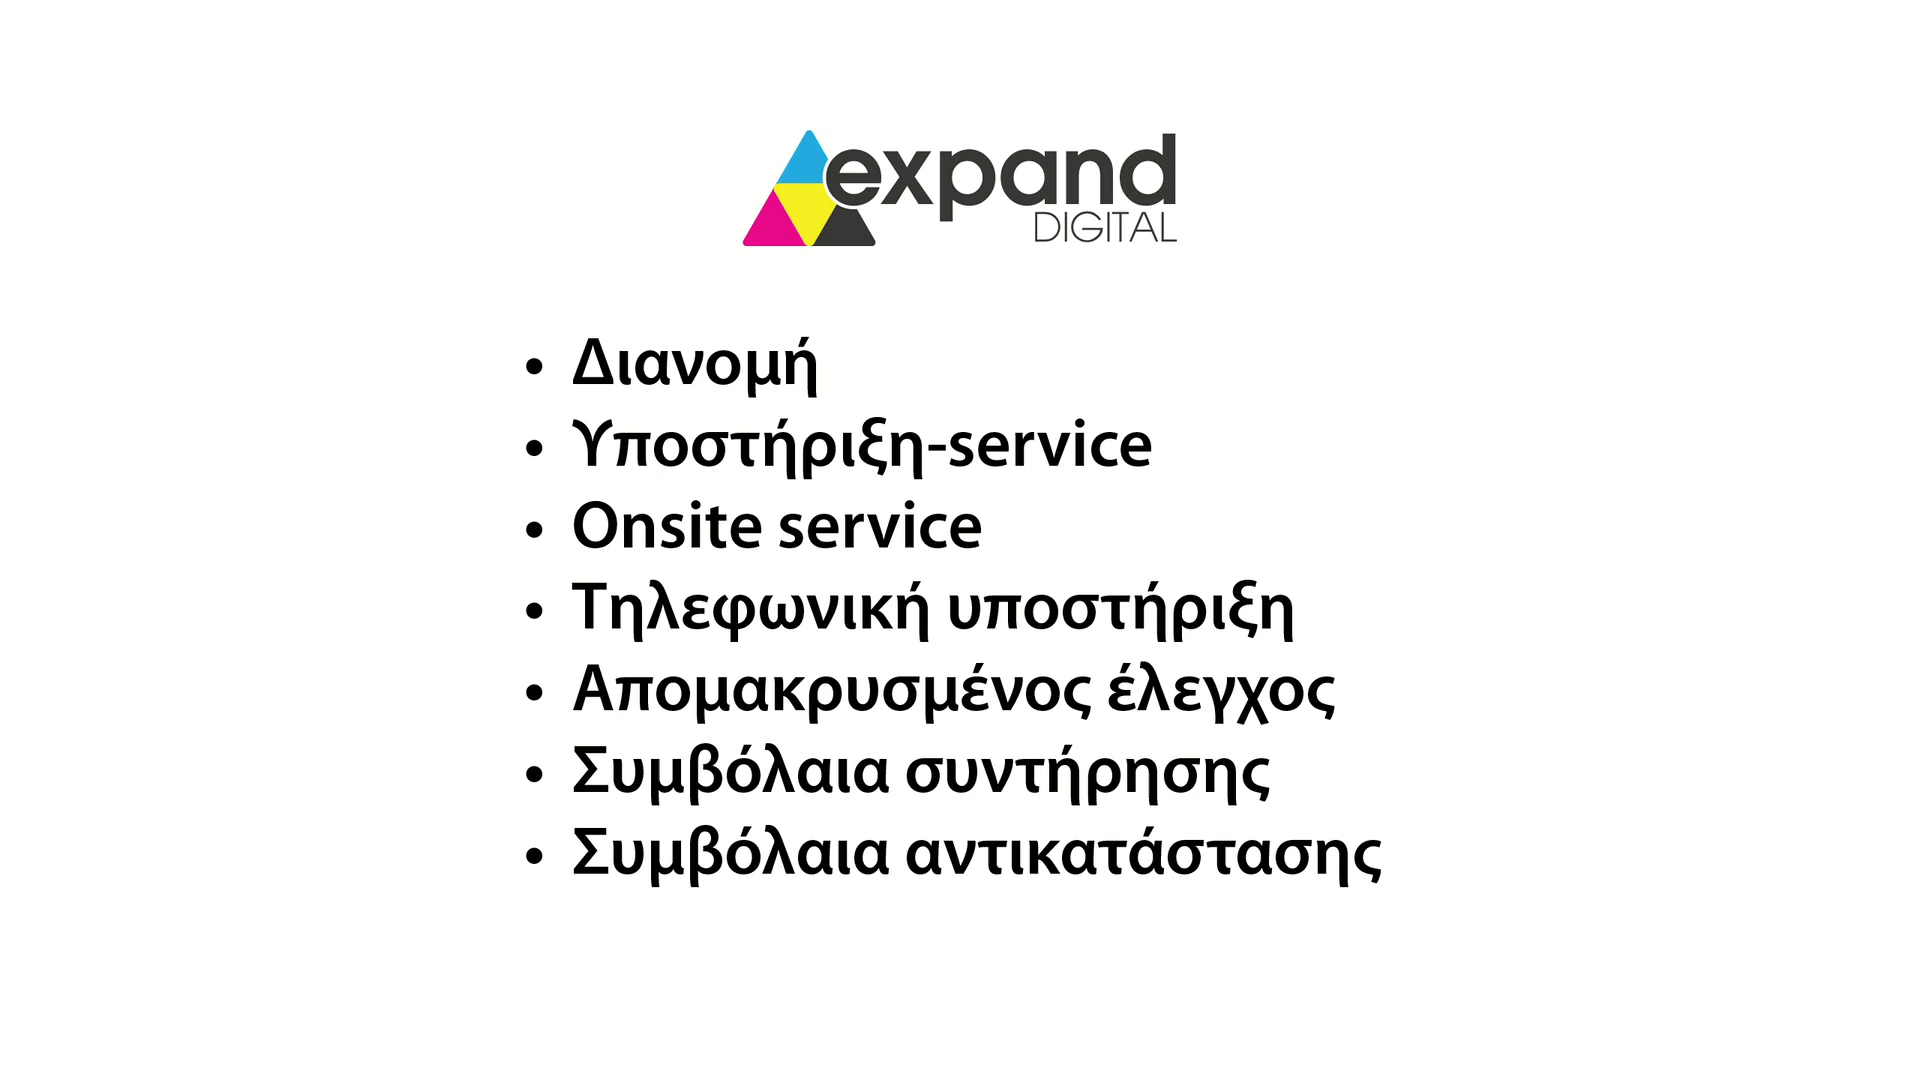 expand
DIGITAL
• Διανομή
• Υποστήριξη-service
• Onsite service
• Τηλεφωνική υποστήριξη
• Απομακρυσμένος έλεγχος
• Συμβόλαια συντήρησης
• Συμβόλαια αντικατάστασης